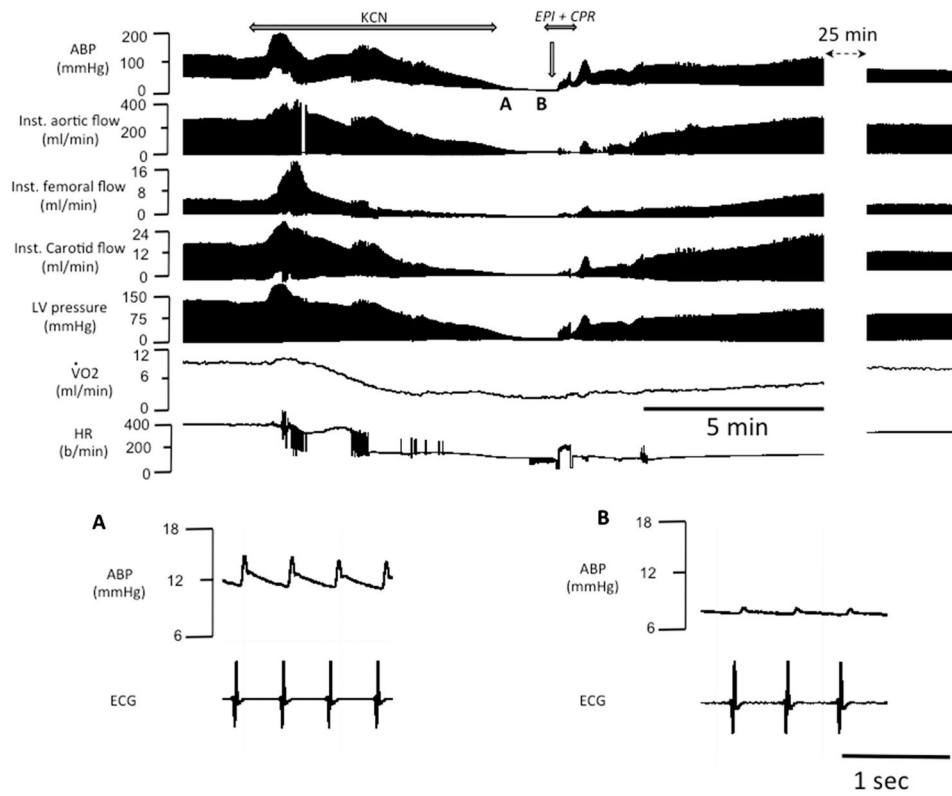 KCN
EPI + CPR
25 min
ABP
(mmHg)
200
100
0
A
B
Inst. aortic flow
(ml/min)
400
200
0
Inst. femoral flow
(ml/min)
16
8
0
Inst. Carotid flow
(ml/min)
24
12
0
LV pressure
(mmHg)
150
75
0
V̇O2
(ml/min)
12
6
0
5 min
HR
(b/min)
400
200
0
A
18
ABP
(mmHg)
12
6
ECG
B
18
ABP
(mmHg)
12
6
ECG
1 sec